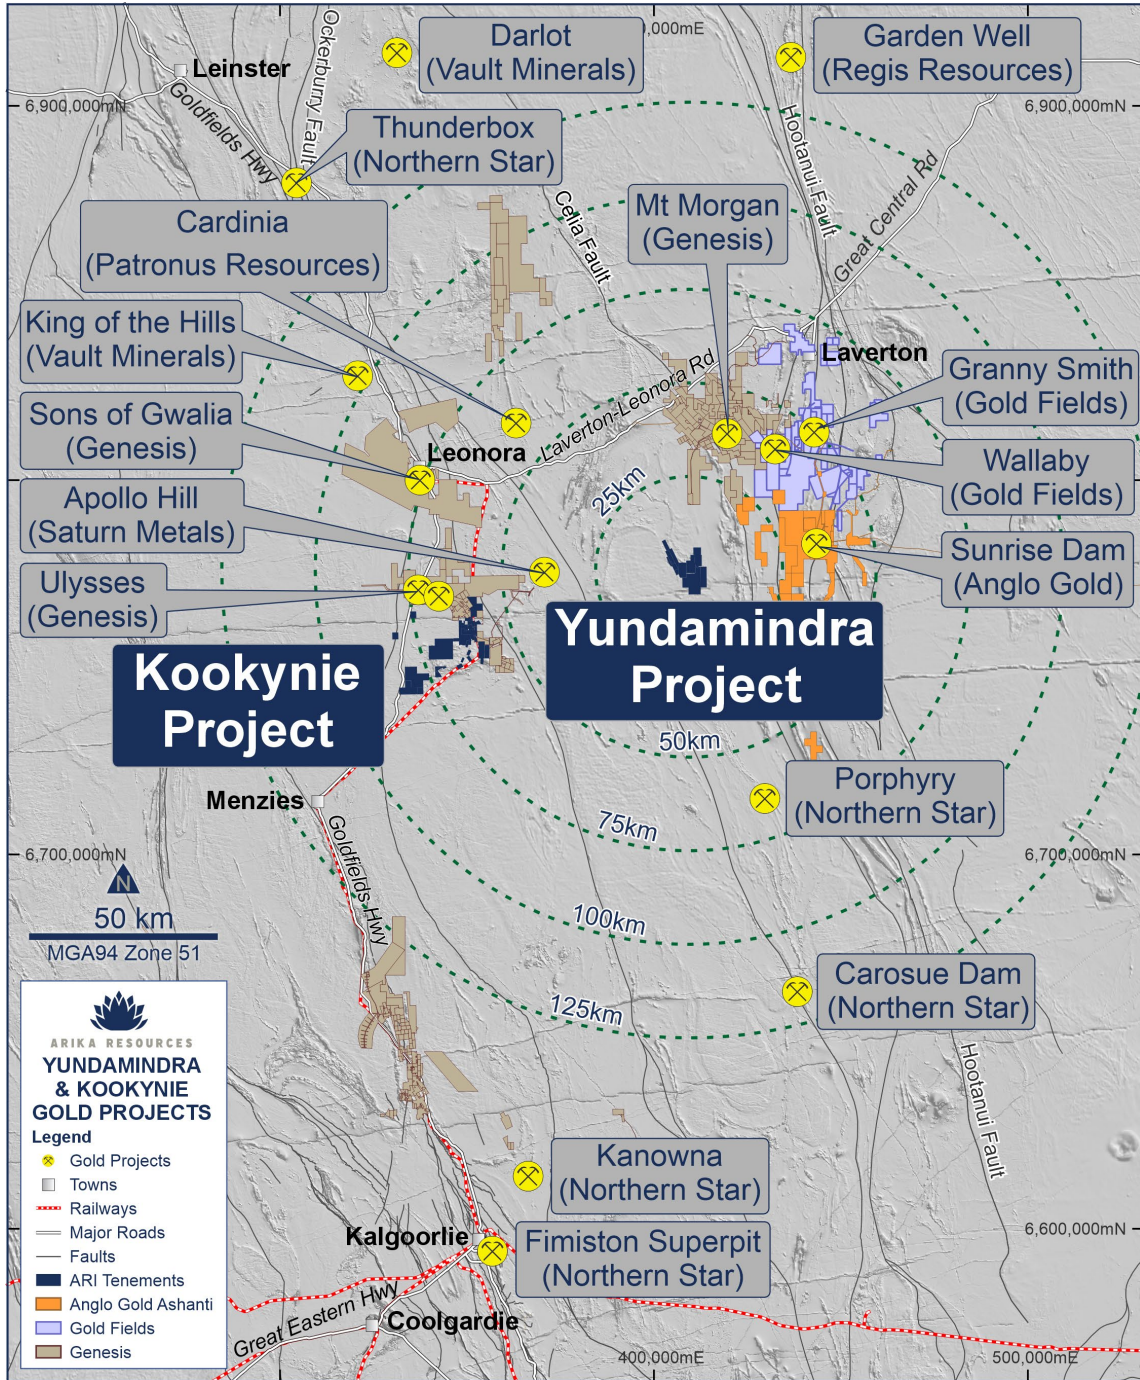 Darlot
(Vault Minerals)
,000mE
Garden Well
(Regis Resources)
Leinster
Ockerburry Fault
6,900,000mN
6,900,000mN
Goldfields Hwy
Thunderbox
(Northern Star)
Hootanui Fault
Great Central Rd
Celia Fault
Mt Morgan
(Genesis)
Cardinia
(Patronus Resources)
King of the Hills
(Vault Minerals)
Laverton
Laverton-Leonora Rd
Granny Smith
(Gold Fields)
Sons of Gwalia
(Genesis)
Leonora
Wallaby
(Gold Fields)
25km
Apollo Hill
(Saturn Metals)
Sunrise Dam
(Anglo Gold)
Ulysses
(Genesis)
Yundamindra
Project
Kookynie
Project
50km
Porphyry
(Northern Star)
Menzies
75km
Goldfields Hwy
6,700,000mN
6,700,000mN
N
50 km
MGA94 Zone 51
100km
Carosue Dam
(Northern Star)
125km
Hootanui Fault
ARIKA RESOURCES
YUNDAMINDRA
& KOOKYNIE
GOLD PROJECTS
Legend
Gold Projects
Towns
Railways
Major Roads
Faults
ARI Tenements
Anglo Gold Ashanti
Gold Fields
Genesis
Kanowna
(Northern Star)
Kalgoorlie
6,600,000mN
Fimiston Superpit
(Northern Star)
Great Eastern Hwy
Coolgardie
400,000mE
500,000mE